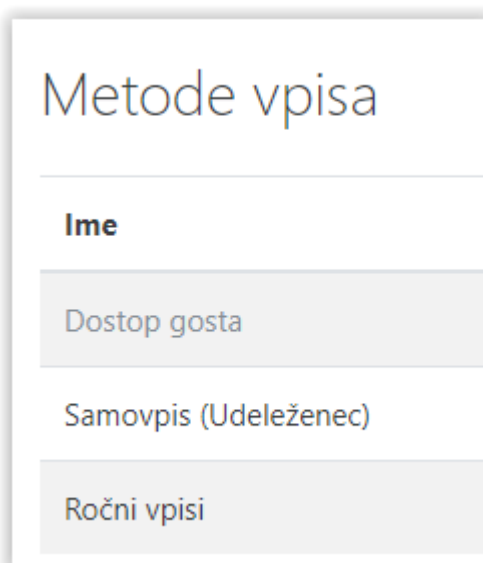 Metode vpisa
Ime
Dostop gosta
Samovpis (Udeleženec)
Ročni vpisi